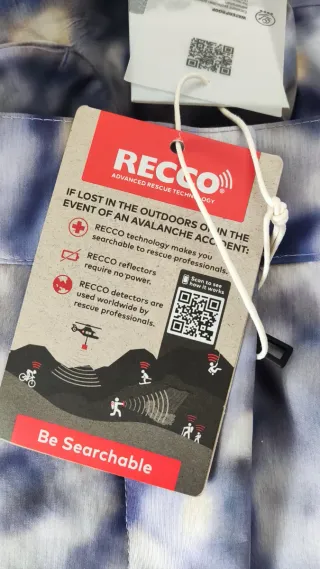 RECCO
ADVANCED RESCUE TECHNOLOGY
IF LOST IN THE OUTDOORS OR IN THE
EVENT OF AN AVALANCHE ACCIDENT:
RECCO technology makes you
searchable to rescue professionals.
RECCO reflectors
require no power.
RECCO detectors are
used worldwide by
rescue professionals.
Scan to see
how it works
Be Searchable